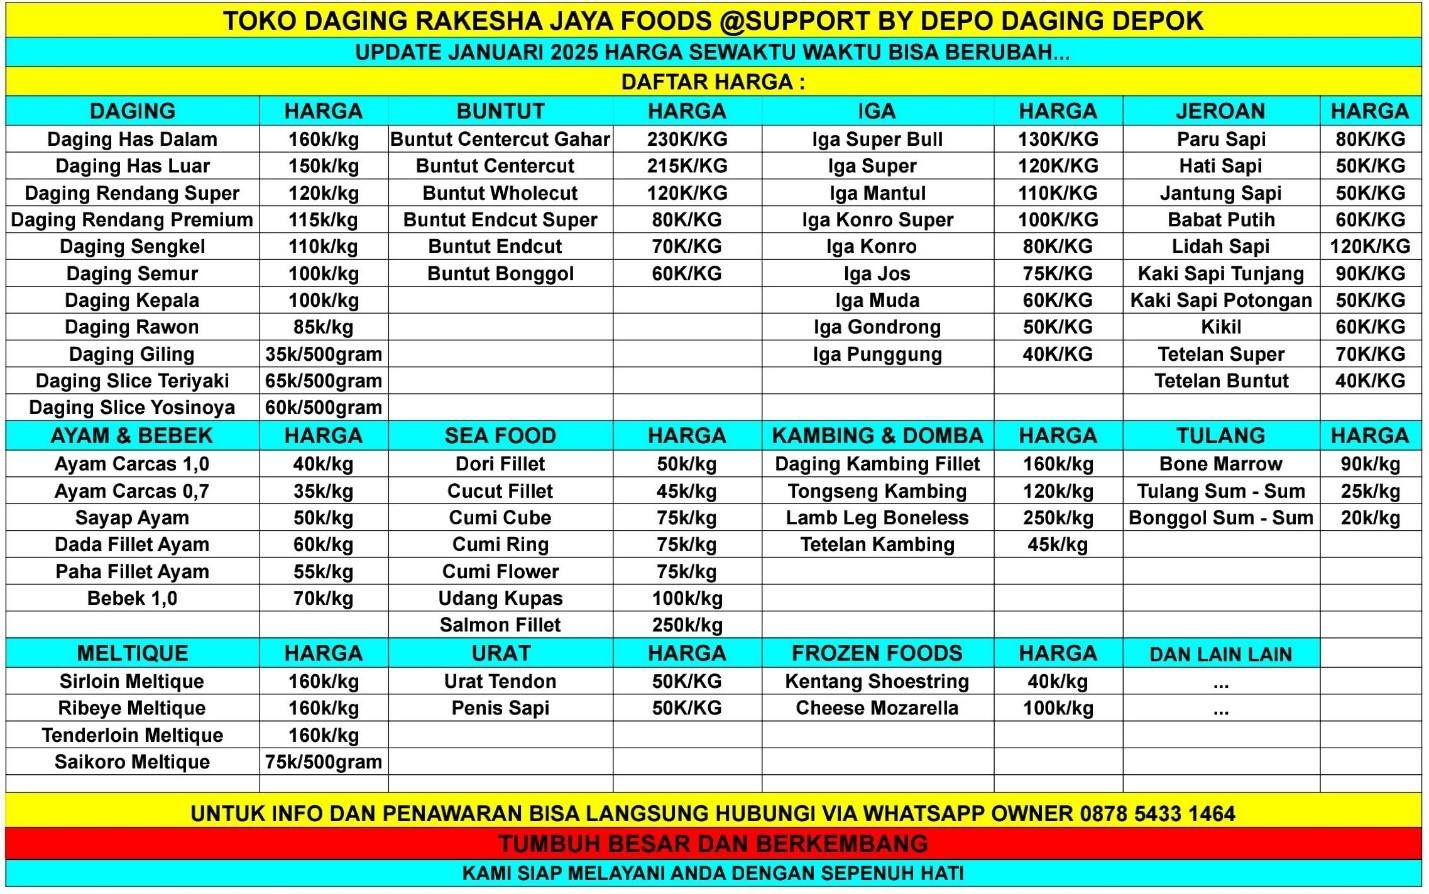 TOKO DAGING RAKESHA JAYA FOODS @SUPPORT BY DEPO DAGING DEPOK
UPDATE JANUARI 2025 HARGA SEWAKTU WAKTU BISA BERUBAH...
DAFTAR HARGA :
DAGING HARGA BUNTUT HARGA IGA HARGA JEROAN HARGA
Daging Has Dalam 160k/kg Buntut Centercut Gahar 230K/KG Iga Super Bull 130K/KG Paru Sapi 80K/KG
Daging Has Luar 150k/kg Buntut Centercut 215K/KG Iga Super 120K/KG Hati Sapi 50K/KG
Daging Rendang Super 120k/kg Buntut Wholecut 120K/KG Iga Mantul 110K/KG Jantung Sapi 50K/KG
Daging Rendang Premium 115k/kg Buntut Endcut Super 80K/KG Iga Konro Super 100K/KG Babat Putih 60K/KG
Daging Sengkel 110k/kg Buntut Endcut 70K/KG Iga Konro 80K/KG Lidah Sapi 120K/KG
Daging Semur 100k/kg Buntut Bonggol 60K/KG Iga Jos 75K/KG Kaki Sapi Tunjang 90K/KG
Daging Kepala 100k/kg Iga Muda 60K/KG Kaki Sapi Potongan 50K/KG
Daging Rawon 85k/kg Iga Gondrong 50K/KG Kikil 60K/KG
Daging Giling 35k/500gram Iga Punggung 40K/KG Tetelan Super 70K/KG
Daging Slice Teriyaki 65k/500gram Tetelan Buntut 40K/KG
Daging Slice Yosinoya 60k/500gram
AYAM & BEBEK HARGA SEA FOOD HARGA KAMBING & DOMBA HARGA TULANG HARGA
Ayam Carcas 1,0 40k/kg Dori Fillet 50k/kg Daging Kambing Fillet 160k/kg Bone Marrow 90k/kg
Ayam Carcas 0,7 35k/kg Cucut Fillet 45k/kg Tongseng Kambing 120k/kg Tulang Sum - Sum 25k/kg
Sayap Ayam 50k/kg Cumi Cube 75k/kg Lamb Leg Boneless 250k/kg Bonggol Sum - Sum 20k/kg
Dada Fillet Ayam 60k/kg Cumi Ring 75k/kg Tetelan Kambing 45k/kg
Paha Fillet Ayam 55k/kg Cumi Flower 75k/kg
Bebek 1,0 70k/kg Udang Kupas 100k/kg
Salmon Fillet 250k/kg
MELTIQUE HARGA URAT HARGA FROZEN FOODS HARGA DAN LAIN LAIN
Sirloin Meltique 160k/kg Urat Tendon 50K/KG Kentang Shoestring 40k/kg ...
Ribeye Meltique 160k/kg Penis Sapi 50K/KG Cheese Mozarella 100k/kg ...
Tenderloin Meltique 160k/kg
Saikoro Meltique 75k/500gram
UNTUK INFO DAN PENAWARAN BISA LANGSUNG HUBUNGI VIA WHATSAPP OWNER 0878 5433 1464
TUMBUH BESAR DAN BERKEMBANG
KAMI SIAP MELAYANI ANDA DENGAN SEPENUH HATI